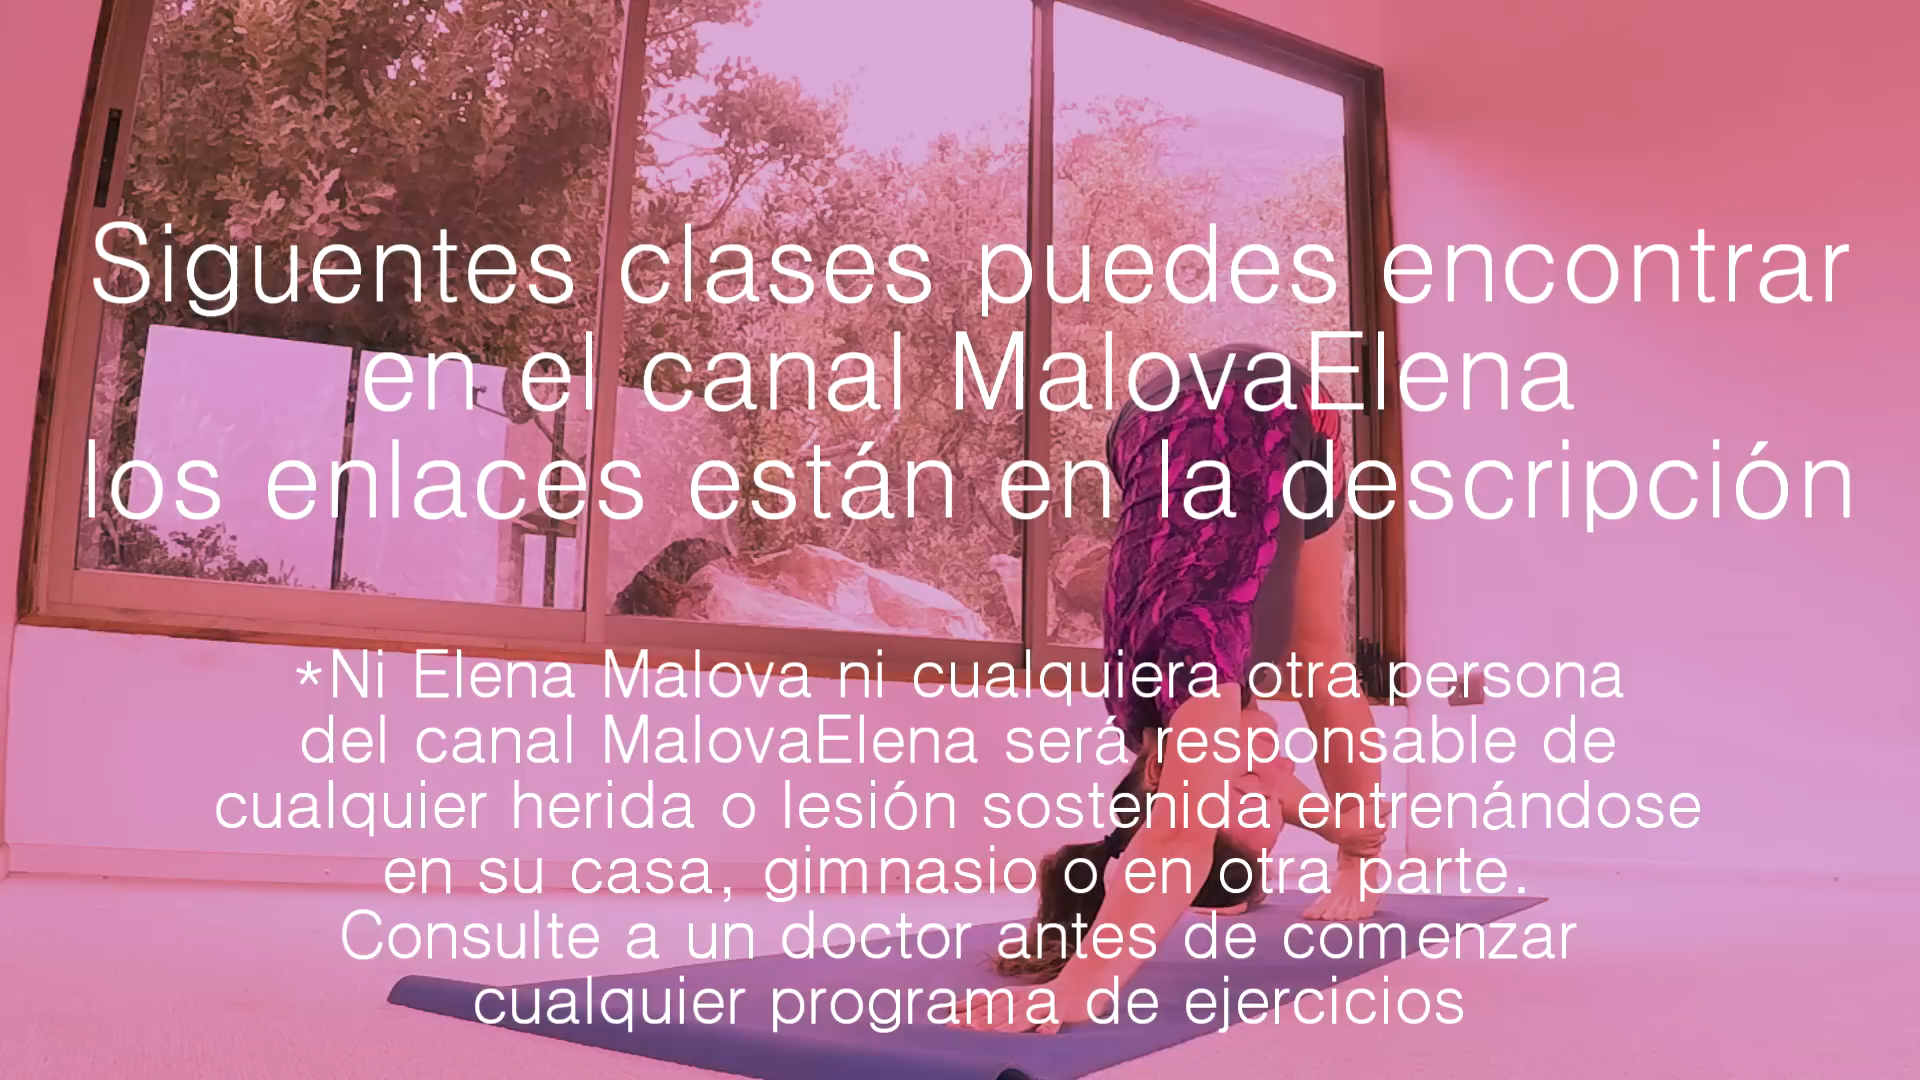 Siguentes clases puedes encontrar
en el canal MalovaElena
los enlaces están en la descripción
*Ni Elena Malova ni cualquiera otra persona
del canal MalovaElena será responsable de
cualquier herida o lesión sostenida entrenándose
en su casa, gimnasio o en otra parte.
Consulte a un doctor antes de comenzar
cualquier programa de ejercicios